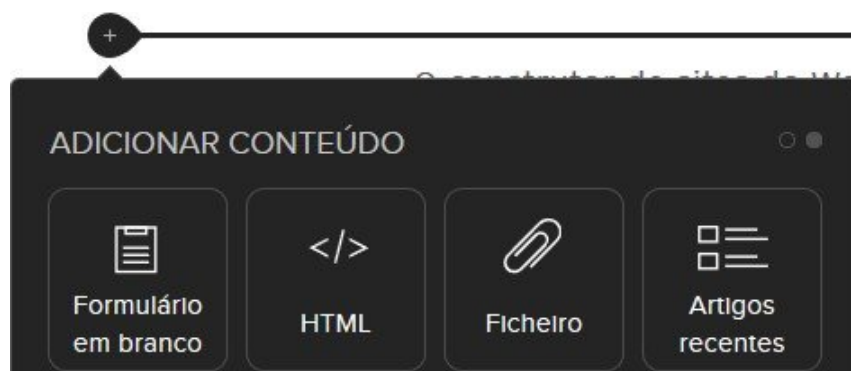 ADICIONAR CONTEÚDO
Formulário
em branco
</>
HTML
Ficheiro
Artigos
recentes